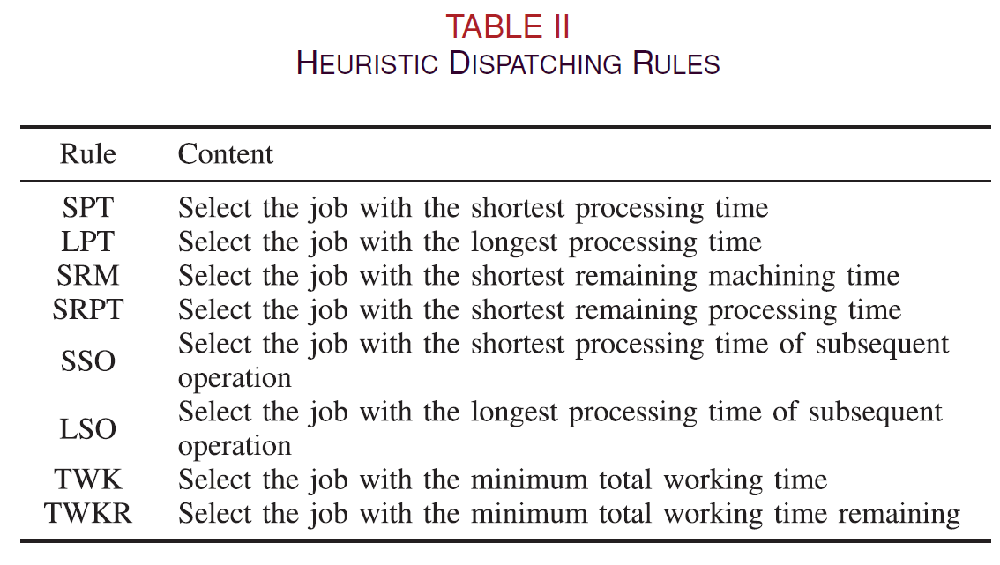 TABLE II
HEURISTIC DISPATCHING RULES
Rule Content
SPT Select the job with the shortest processing time
LPT Select the job with the longest processing time
SRM Select the job with the shortest remaining machining time
SRPT Select the job with the shortest remaining processing time
SSO Select the job with the shortest processing time of subsequent
operation
LSO Select the job with the longest processing time of subsequent
operation
TWK Select the job with the minimum total working time
TWKR Select the job with the minimum total working time remaining